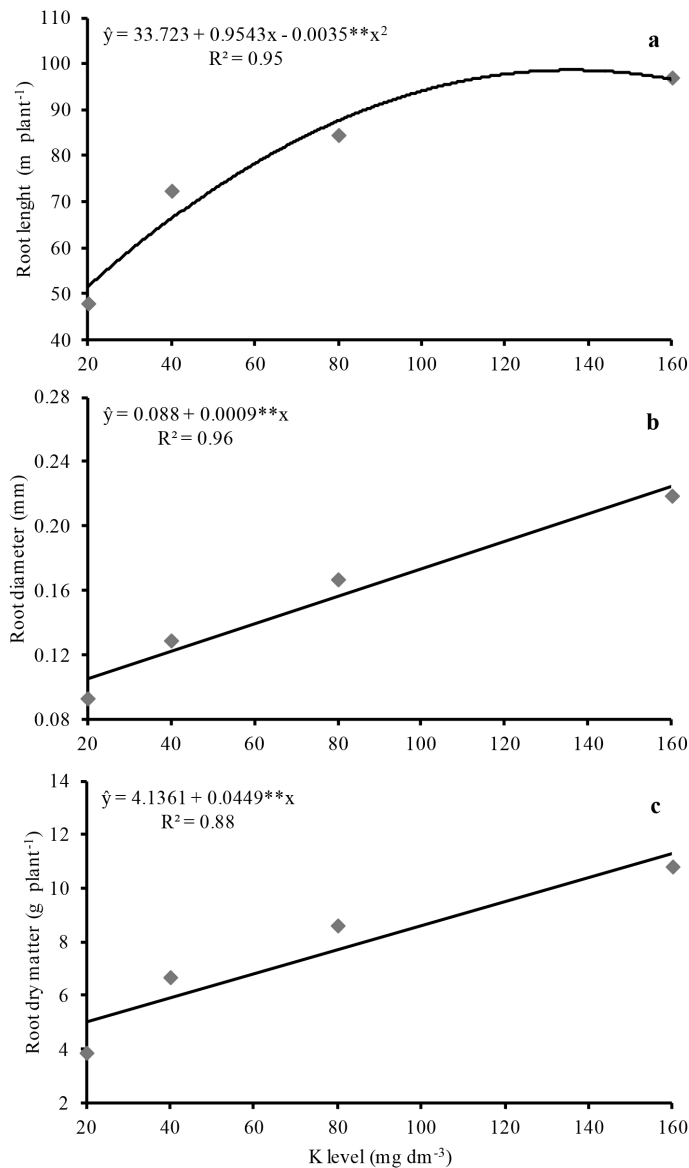 ŷ = 33.723 + 0.9543x - 0.0035**x²
R² = 0.95
a
Root lenght (m plant⁻¹)
110
100
90
80
70
60
50
40
20 40 60 80 100 120 140 160
ŷ = 0.088 + 0.0009**x
R² = 0.96
b
Root diameter (mm)
0.28
0.24
0.20
0.16
0.12
0.08
20 40 60 80 100 120 140 160
ŷ = 4.1361 + 0.0449**x
R² = 0.88
c
Root dry matter (g plant⁻¹)
14
12
10
8
6
4
2
20 40 60 80 100 120 140 160
K level (mg dm⁻³)